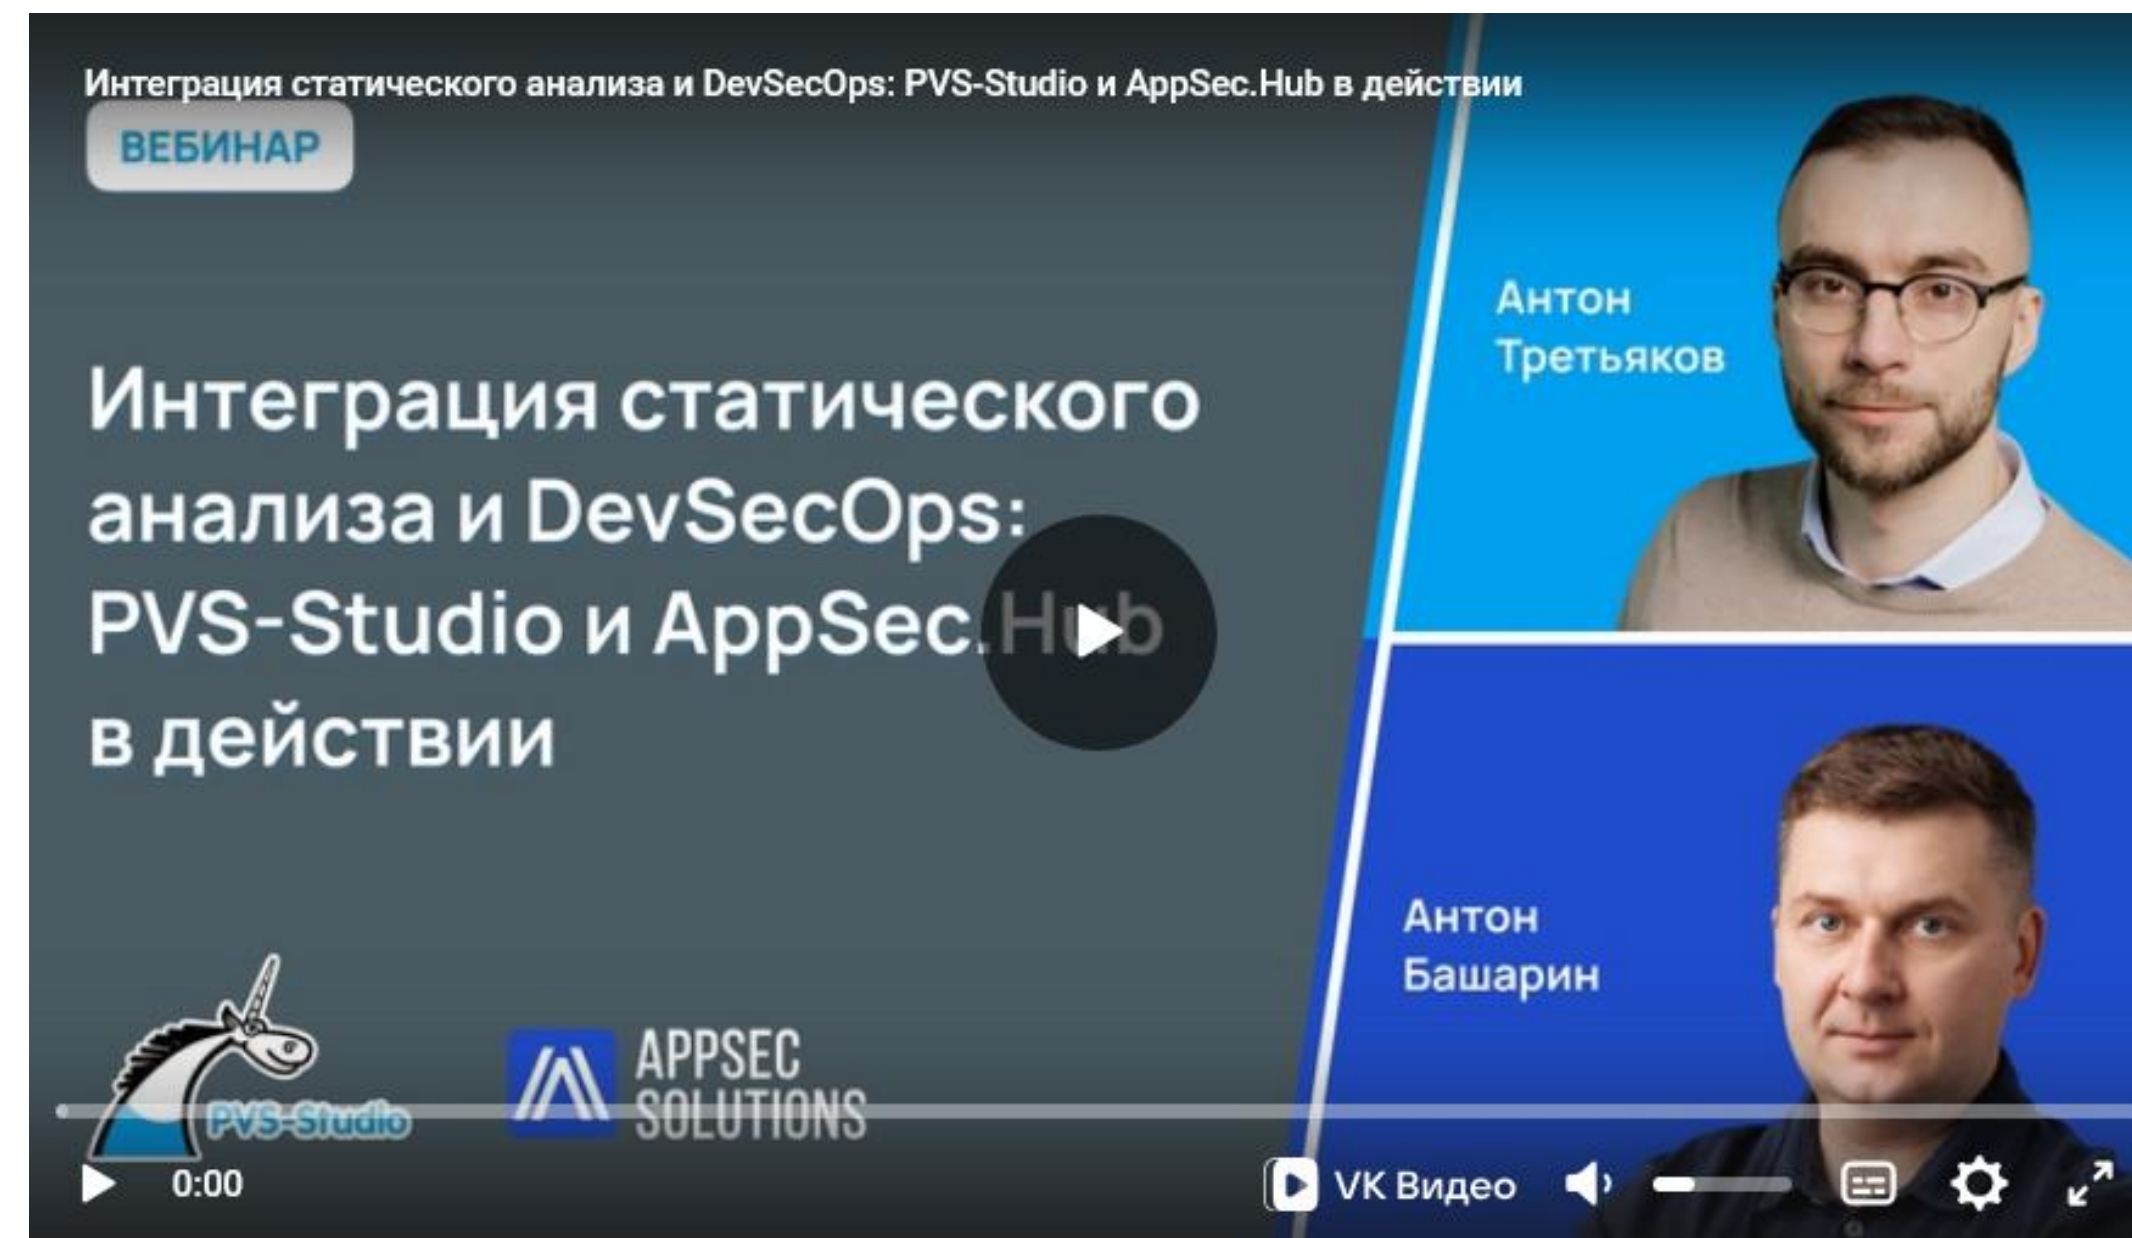 Интеграция статического анализа и DevSecOps: PVS-Studio и AppSec.Hub в действии
ВЕБИНАР
Интеграция статического
анализа и DevSecOps:
PVS-Studio и AppSec.Hub
в действии
Антон
Третьяков
Антон
Башарин
PVS-Studio
APPSEC
SOLUTIONS
0:00
VK Видео